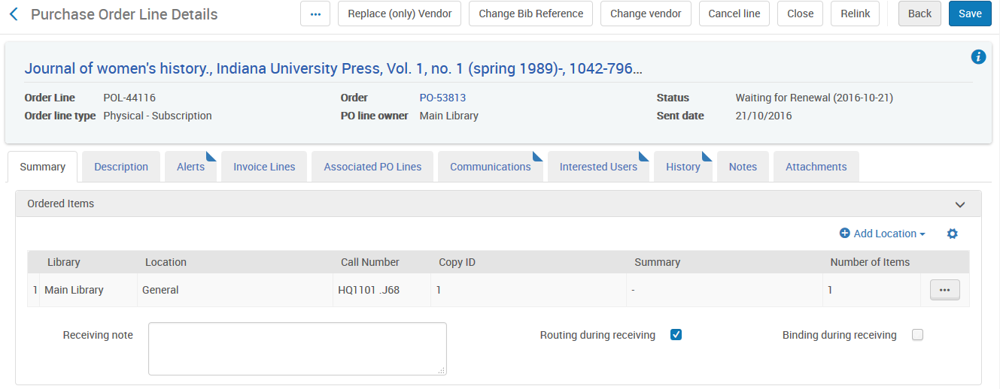 Purchase Order Line Details
Replace (only) Vendor
Change Bib Reference
Change vendor
Cancel line
Close
Relink
Back
Save
Journal of women's history., Indiana University Press, Vol. 1, no. 1 (spring 1989)-, 1042-796...
Order Line POL-44116 Order PO-53813 Status Waiting for Renewal (2016-10-21)
Order line type Physical - Subscription PO line owner Main Library Sent date 21/10/2016
Summary
Description
Alerts
Invoice Lines
Associated PO Lines
Communications
Interested Users
History
Notes
Attachments
Ordered Items
Add Location
Library Location Call Number Copy ID Summary Number of Items
1 Main Library General HQ1101 .J68 1 - 1
Receiving note
Routing during receiving
Binding during receiving